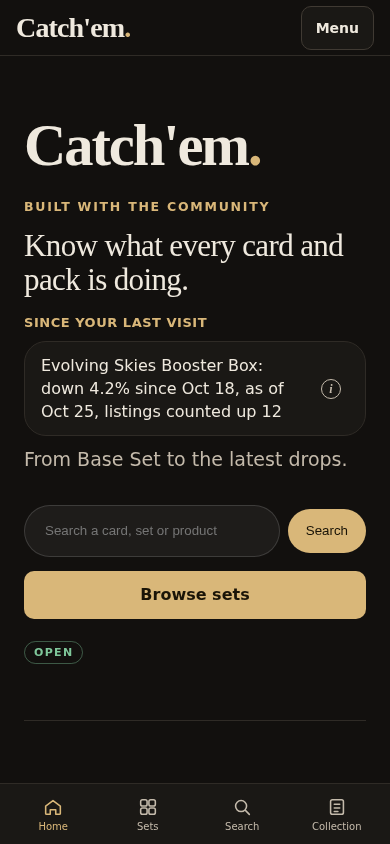 Catch'em.
Menu
Catch'em.
BUILT WITH THE COMMUNITY
Know what every card and
pack is doing.
SINCE YOUR LAST VISIT
Evolving Skies Booster Box:
down 4.2% since Oct 18, as of
Oct 25, listings counted up 12
i
From Base Set to the latest drops.
Search a card, set or product
Search
Browse sets
OPEN
Home
Sets
Search
Collection